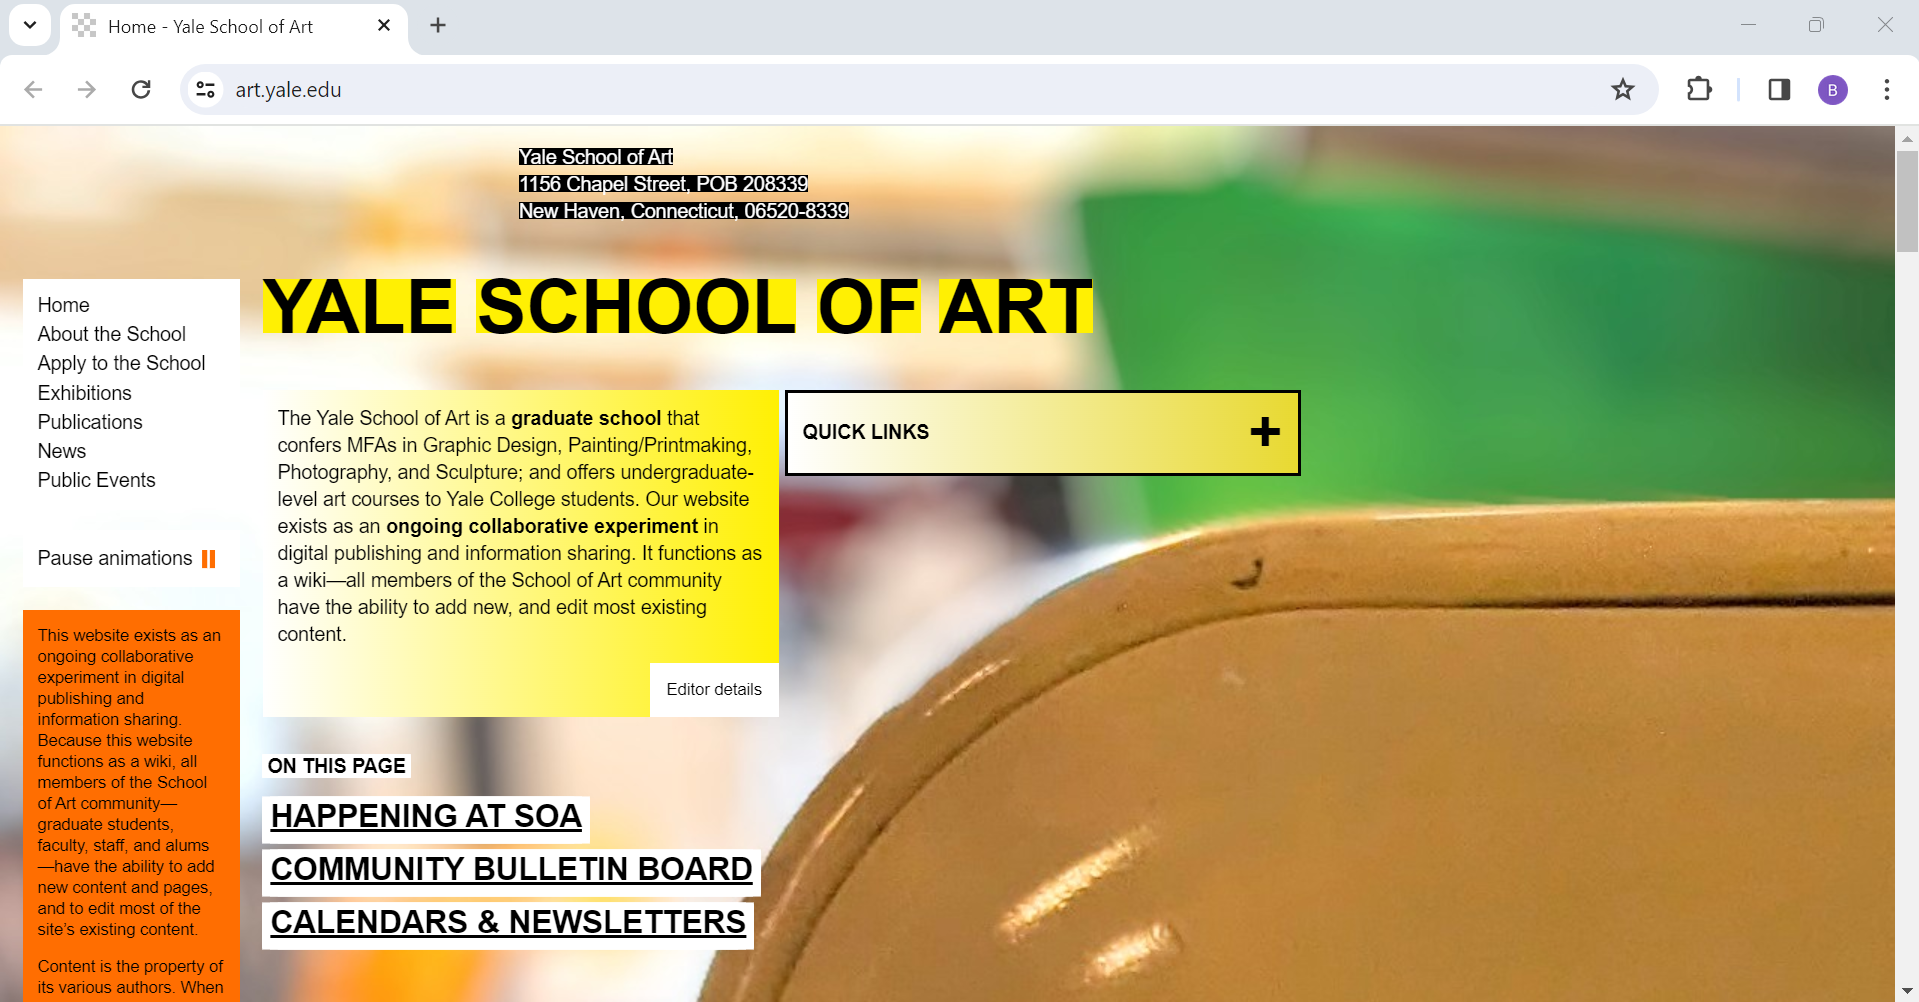 Home - Yale School of Art
art.yale.edu
B
Yale School of Art
1156 Chapel Street, POB 208339
New Haven, Connecticut, 06520-8339
YALE SCHOOL OF ART
Home
About the School
Apply to the School
Exhibitions
Publications
News
Public Events
Pause animations
This website exists as an
ongoing collaborative
experiment in digital
publishing and
information sharing.
Because this website
functions as a wiki, all
members of the School
of Art community—
graduate students,
faculty, staff, and alums
—have the ability to add
new content and pages,
and to edit most of the
site’s existing content.
Content is the property of
its various authors. When
The Yale School of Art is a graduate school that
confers MFAs in Graphic Design, Painting/Printmaking,
Photography, and Sculpture; and offers undergraduate-
level art courses to Yale College students. Our website
exists as an ongoing collaborative experiment in
digital publishing and information sharing. It functions as
a wiki—all members of the School of Art community
have the ability to add new, and edit most existing
content.
Editor details
QUICK LINKS
ON THIS PAGE
HAPPENING AT SOA
COMMUNITY BULLETIN BOARD
CALENDARS & NEWSLETTERS